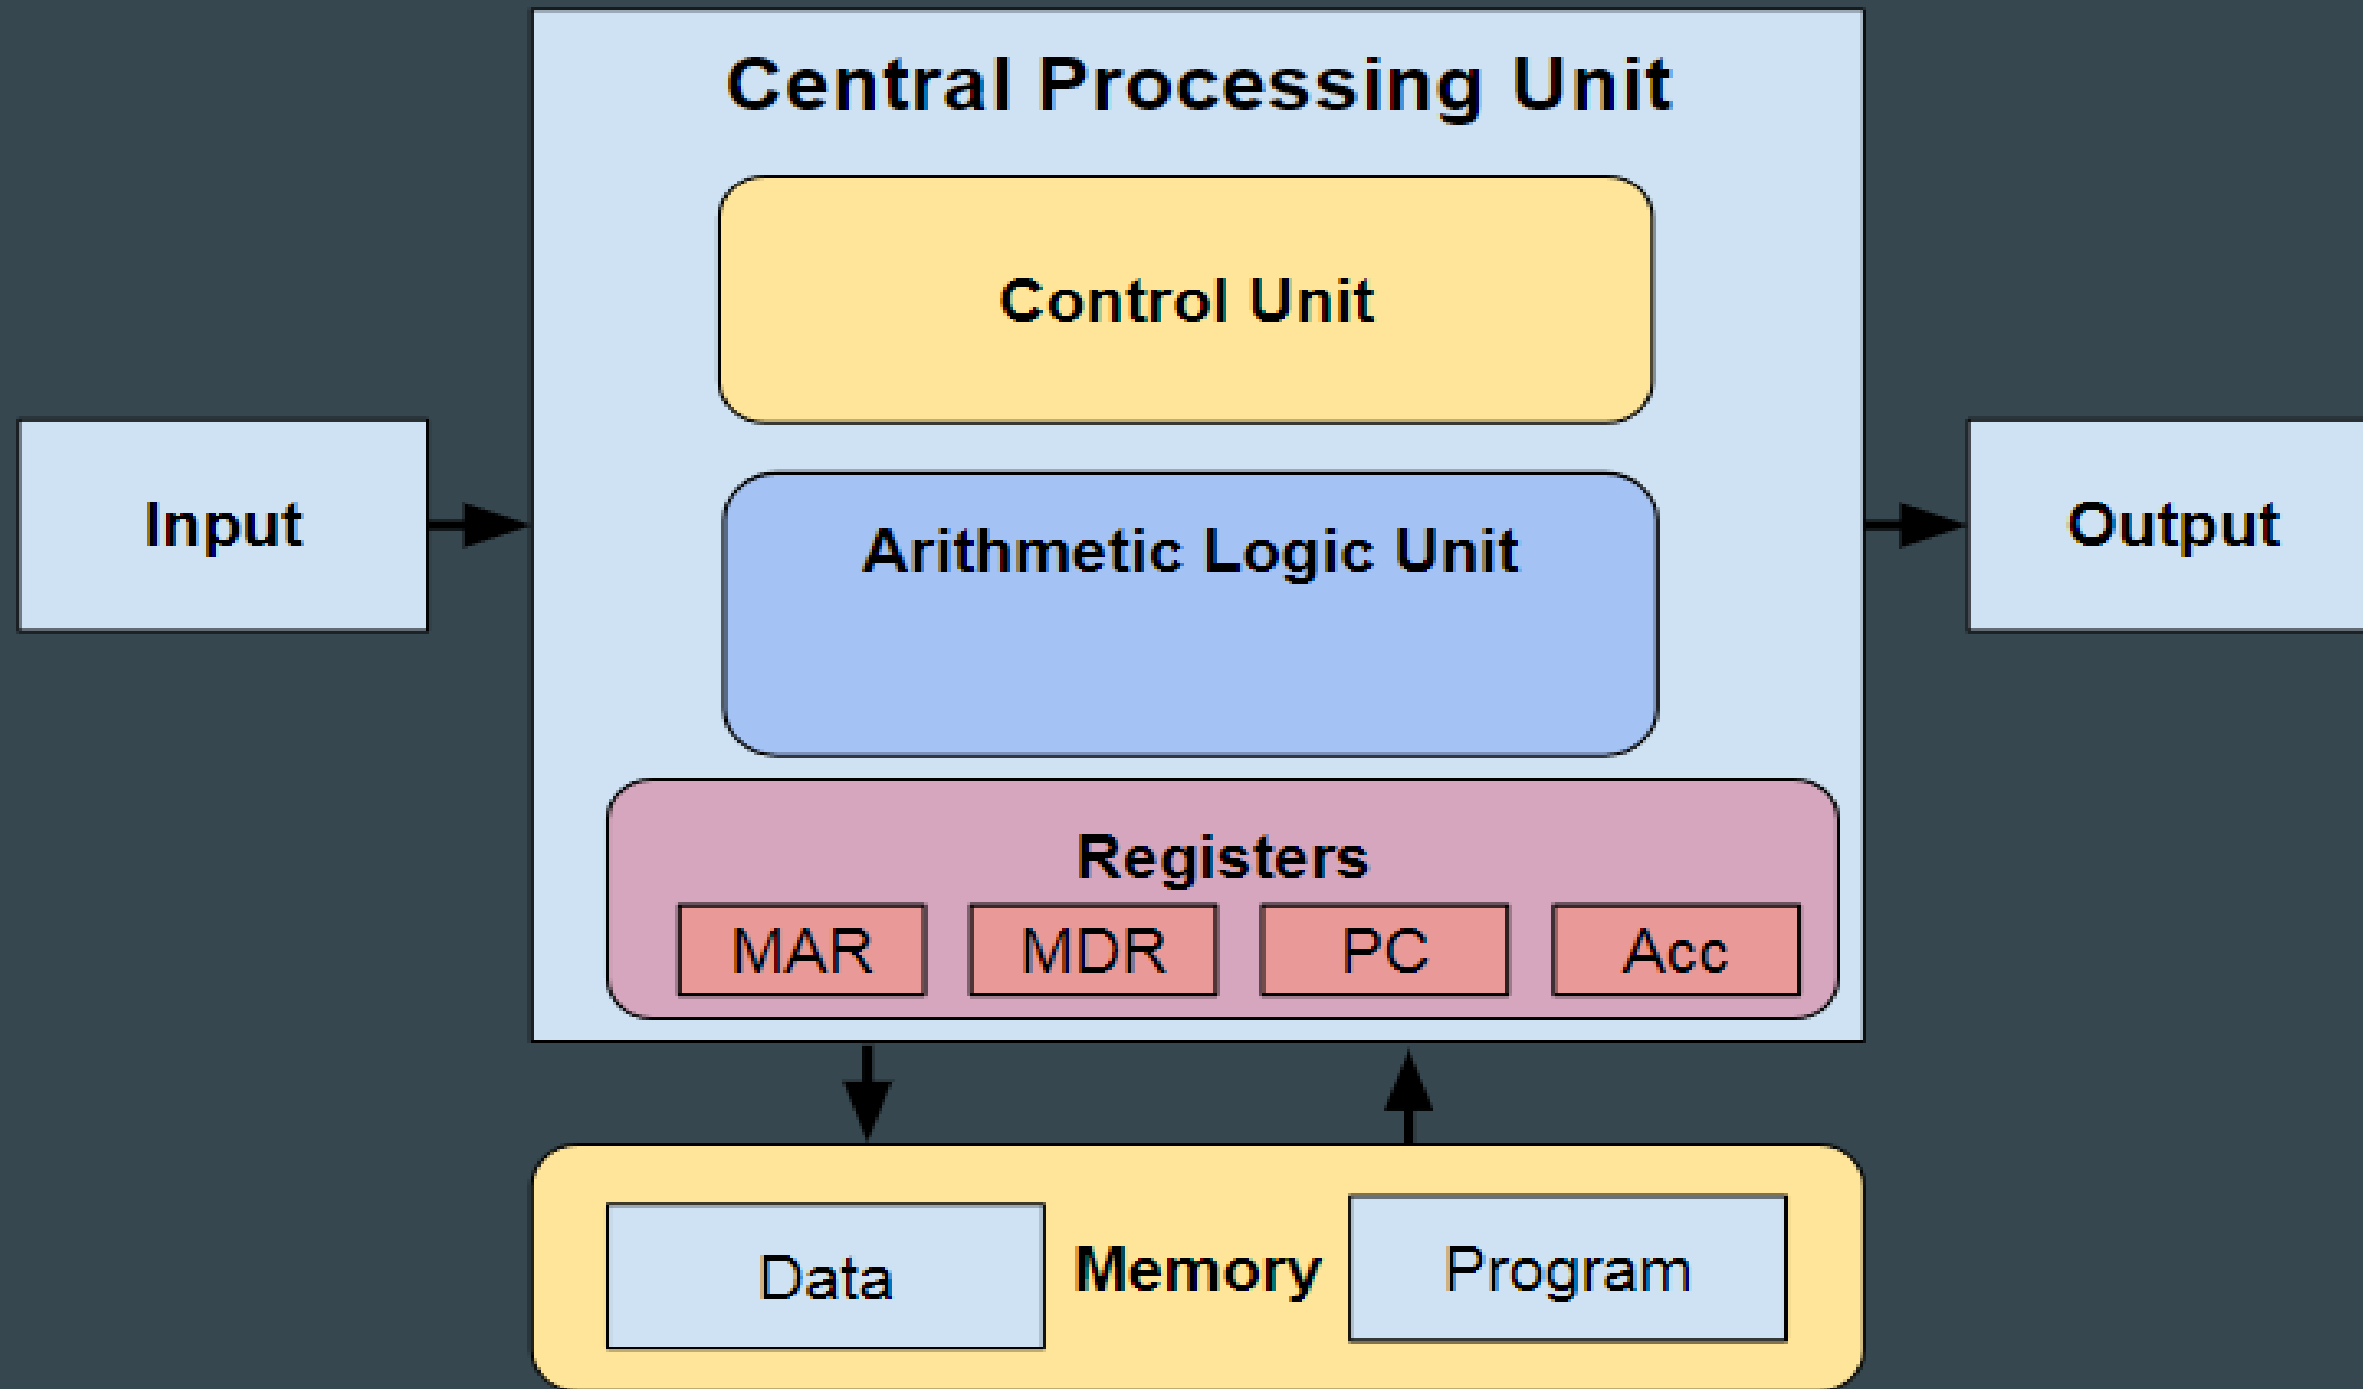 Central Processing Unit
Control Unit
Input
Arithmetic Logic Unit
Output
Registers
MAR MDR PC Acc
Data Memory Program